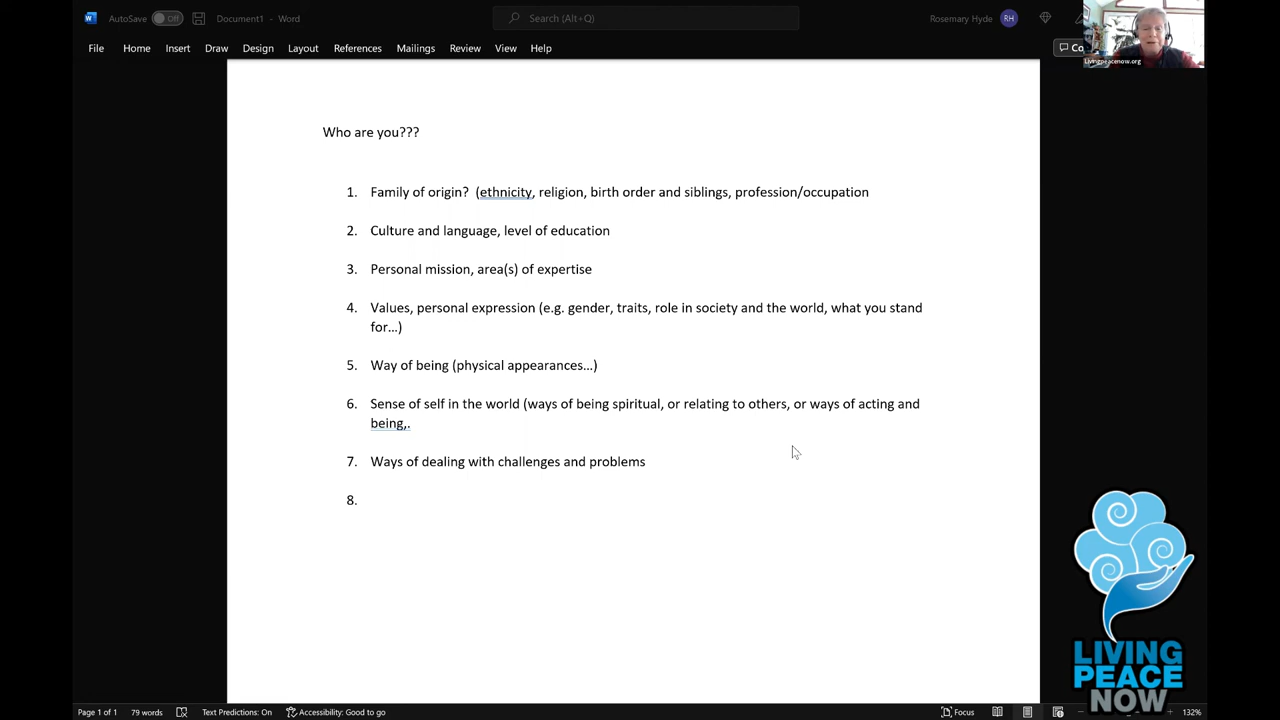 AutoSave Off Document1 - Word Search (Alt+Q) Rosemary Hyde RH
File Home Insert Draw Design Layout References Mailings Review View Help Co
Livingpeacenow.org
Who are you???
1. Family of origin? (ethnicity, religion, birth order and siblings, profession/occupation
2. Culture and language, level of education
3. Personal mission, area(s) of expertise
4. Values, personal expression (e.g. gender, traits, role in society and the world, what you stand
for...)
5. Way of being (physical appearances...)
6. Sense of self in the world (ways of being spiritual, or relating to others, or ways of acting and
being,.
7. Ways of dealing with challenges and problems
8.
LIVING
PEACE
NOW
Page 1 of 1 79 words Text Predictions: On Accessibility: Good to go Focus 132%